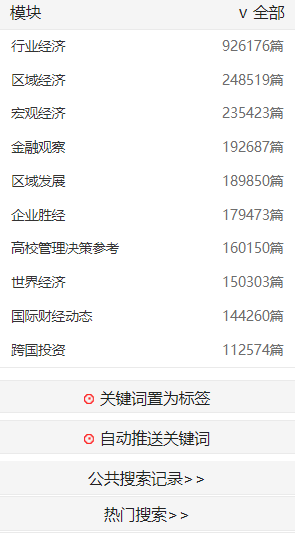 模块 ∨ 全部
行业经济 926176篇
区域经济 248519篇
宏观经济 235423篇
金融观察 192687篇
区域发展 189850篇
企业胜经 179473篇
高校管理决策参考 160150篇
世界经济 150303篇
国际财经动态 144260篇
跨国投资 112574篇
关键词置为标签
自动推送关键词
公共搜索记录>>
热门搜索>>